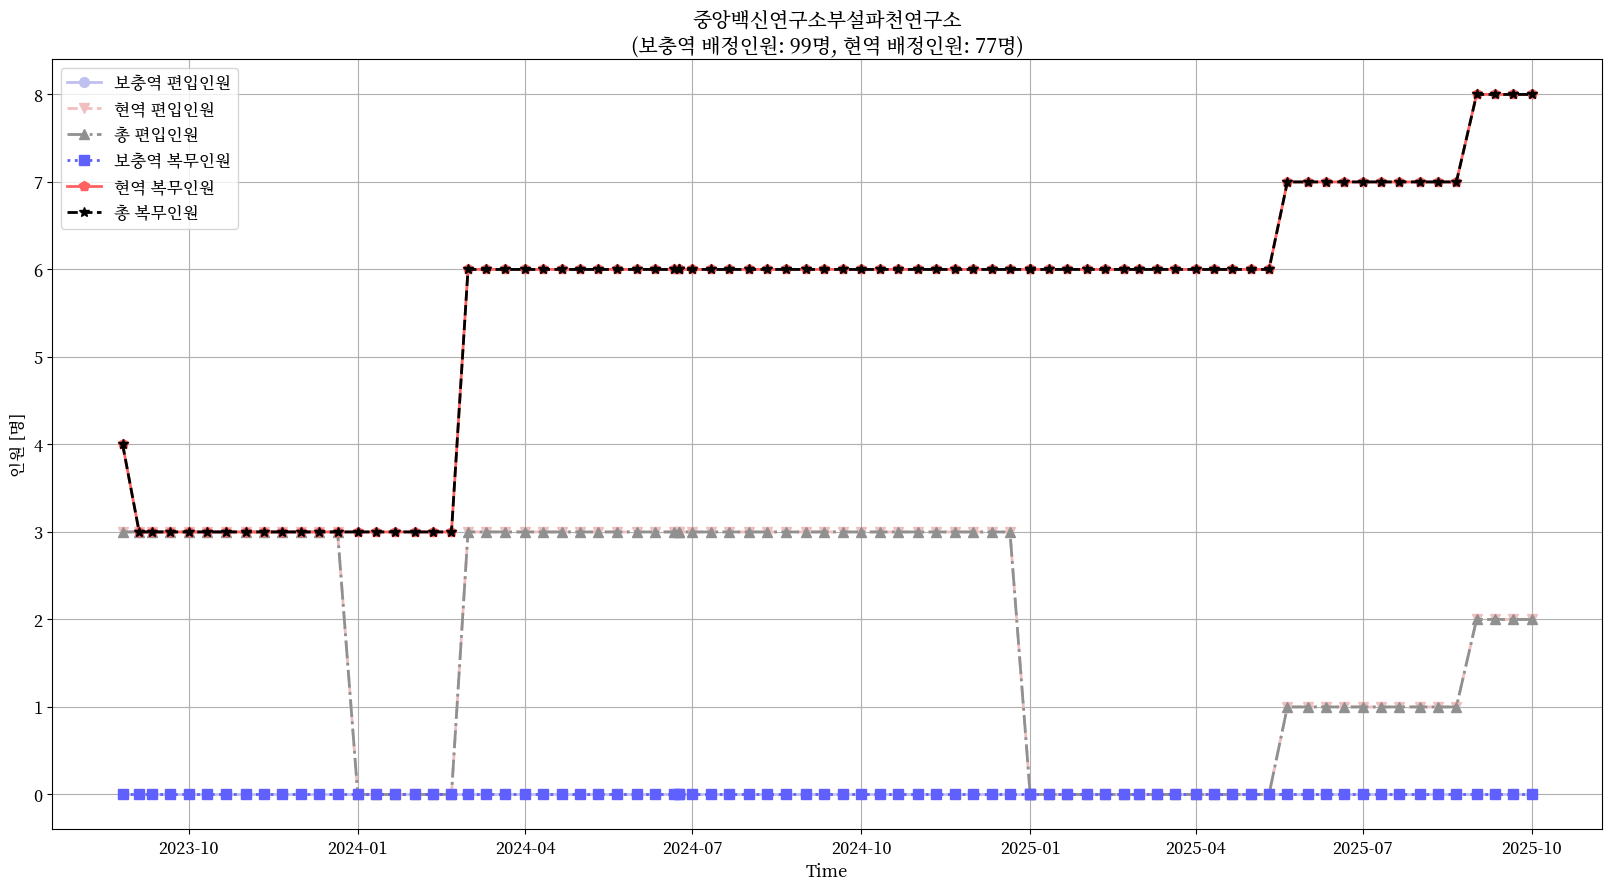 중앙백신연구소부설파천연구소
(보충역 배정인원: 99명, 현역 배정인원: 77명)
보충역 편입인원
현역 편입인원
총 편입인원
보충역 복무인원
현역 복무인원
총 복무인원
인원 [명]
8
7
6
5
4
3
2
1
0
2023-10
2024-01
2024-04
2024-07
2024-10
2025-01
2025-04
2025-07
2025-10
Time